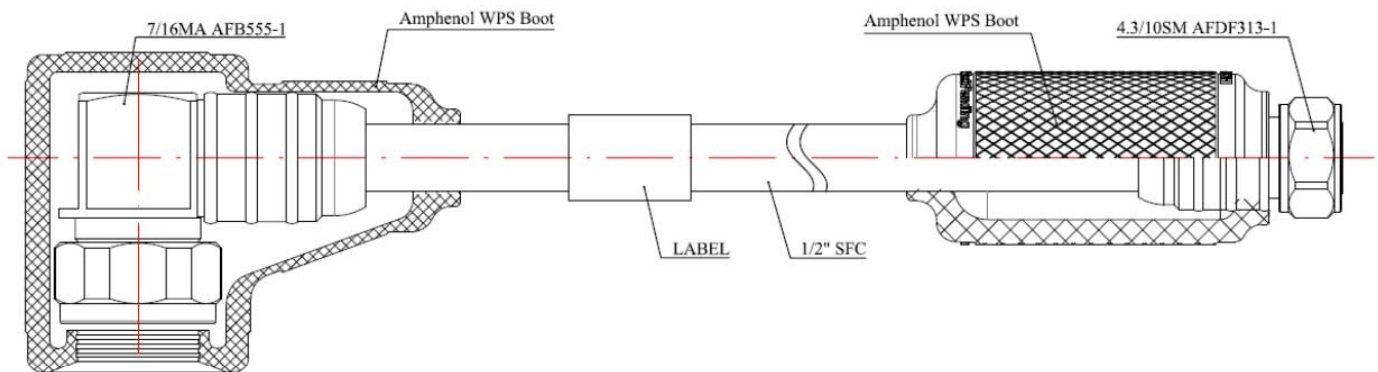 7/16MA AFB555-1
Amphenol WPS Boot
Amphenol WPS Boot
4.3/10SM AFDF313-1
LABEL
1/2" SFC